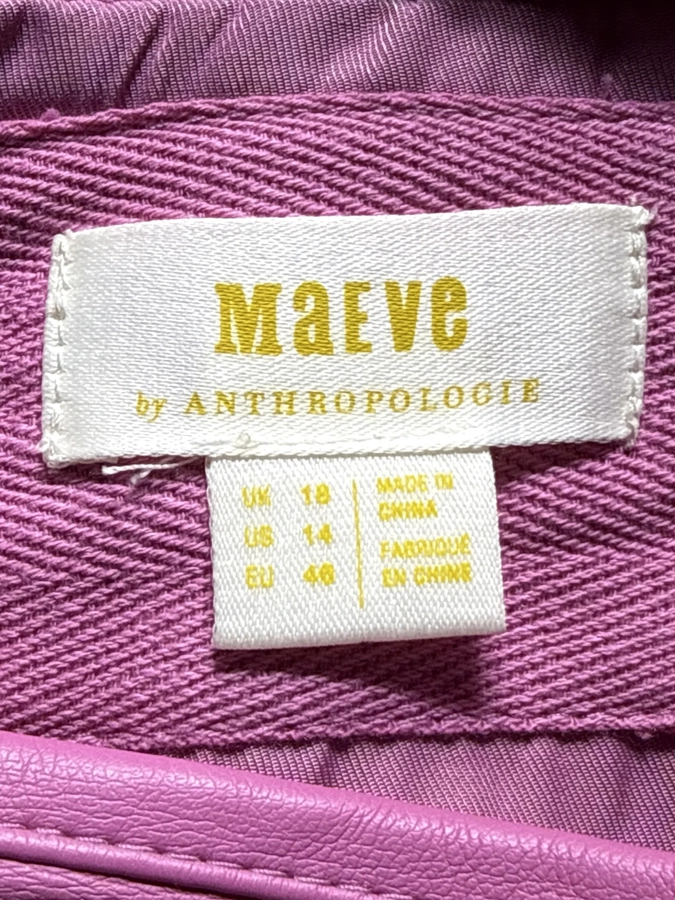 MaEve
by ANTHROPOLOGIE
UK 18
US 14
EU 46
MADE IN
CHINA
FABRIQUÉ
EN CHINE